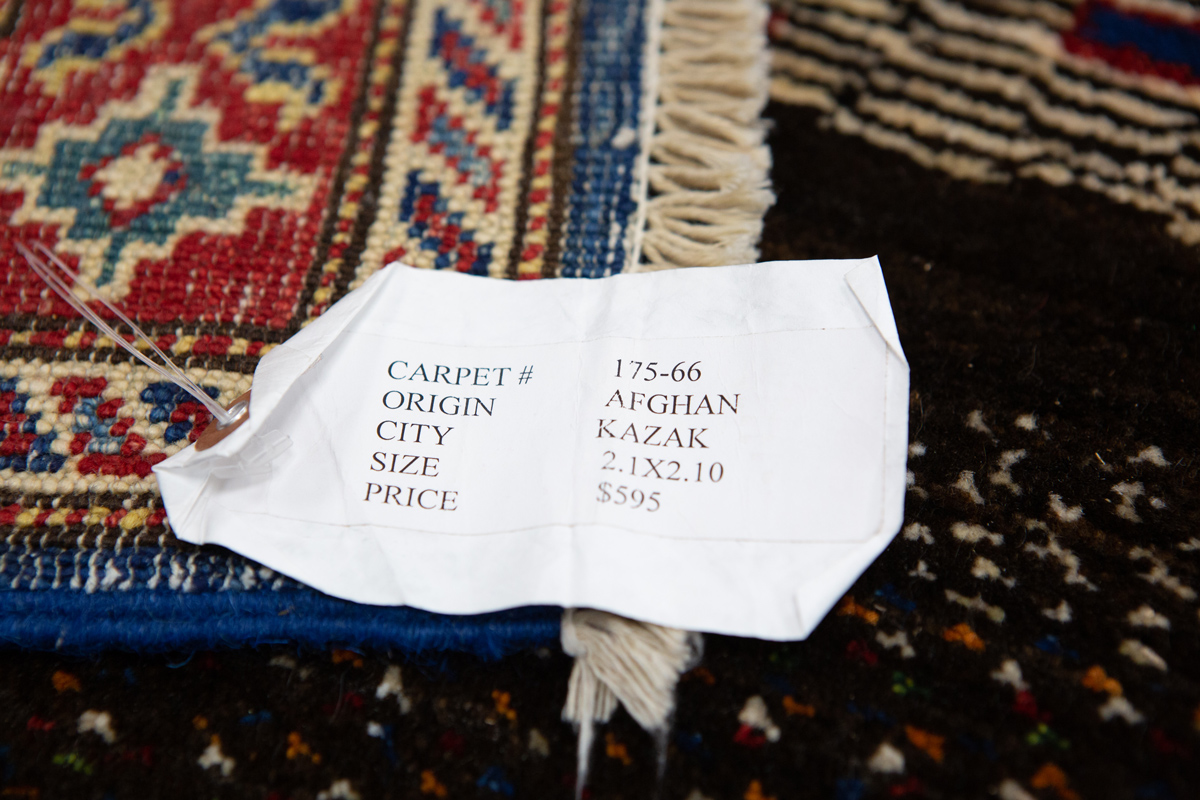 CARPET # 175-66
ORIGIN AFGHAN
CITY KAZAK
SIZE 2.1X2.10
PRICE $595